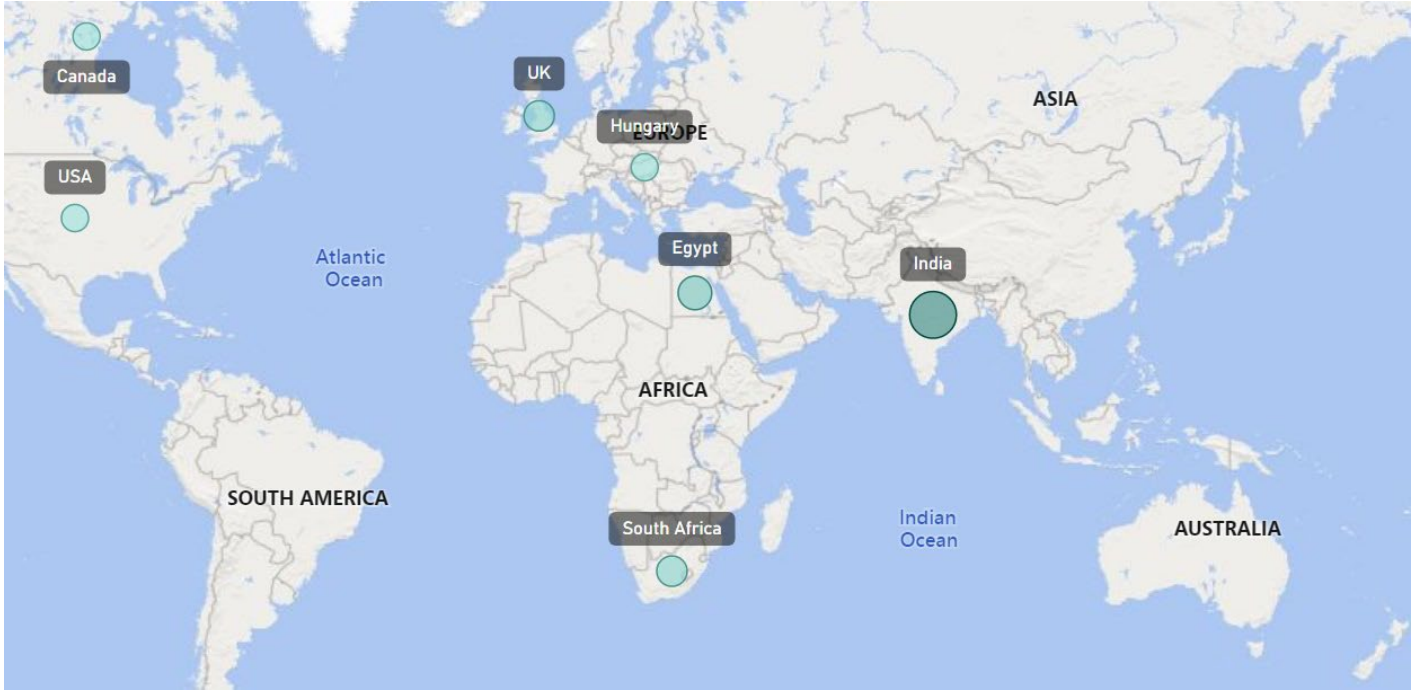 Canada
UK
ASIA
Hungary
EUROPE
USA
Atlantic
Ocean
Egypt
India
AFRICA
SOUTH AMERICA
South Africa
Indian
Ocean
AUSTRALIA